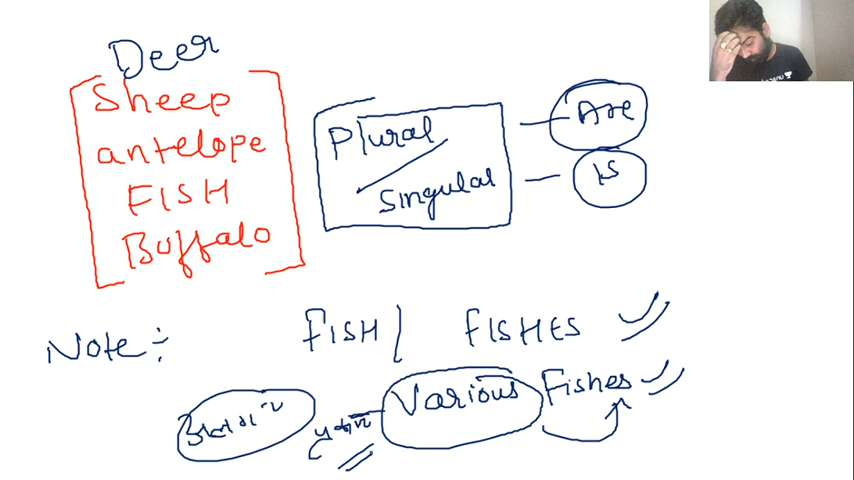 Deer
Sheep
antelope
FISH
Buffalo
Plural
Singular
Are
is
Note :-
FISH / FISHES
Various Fishes